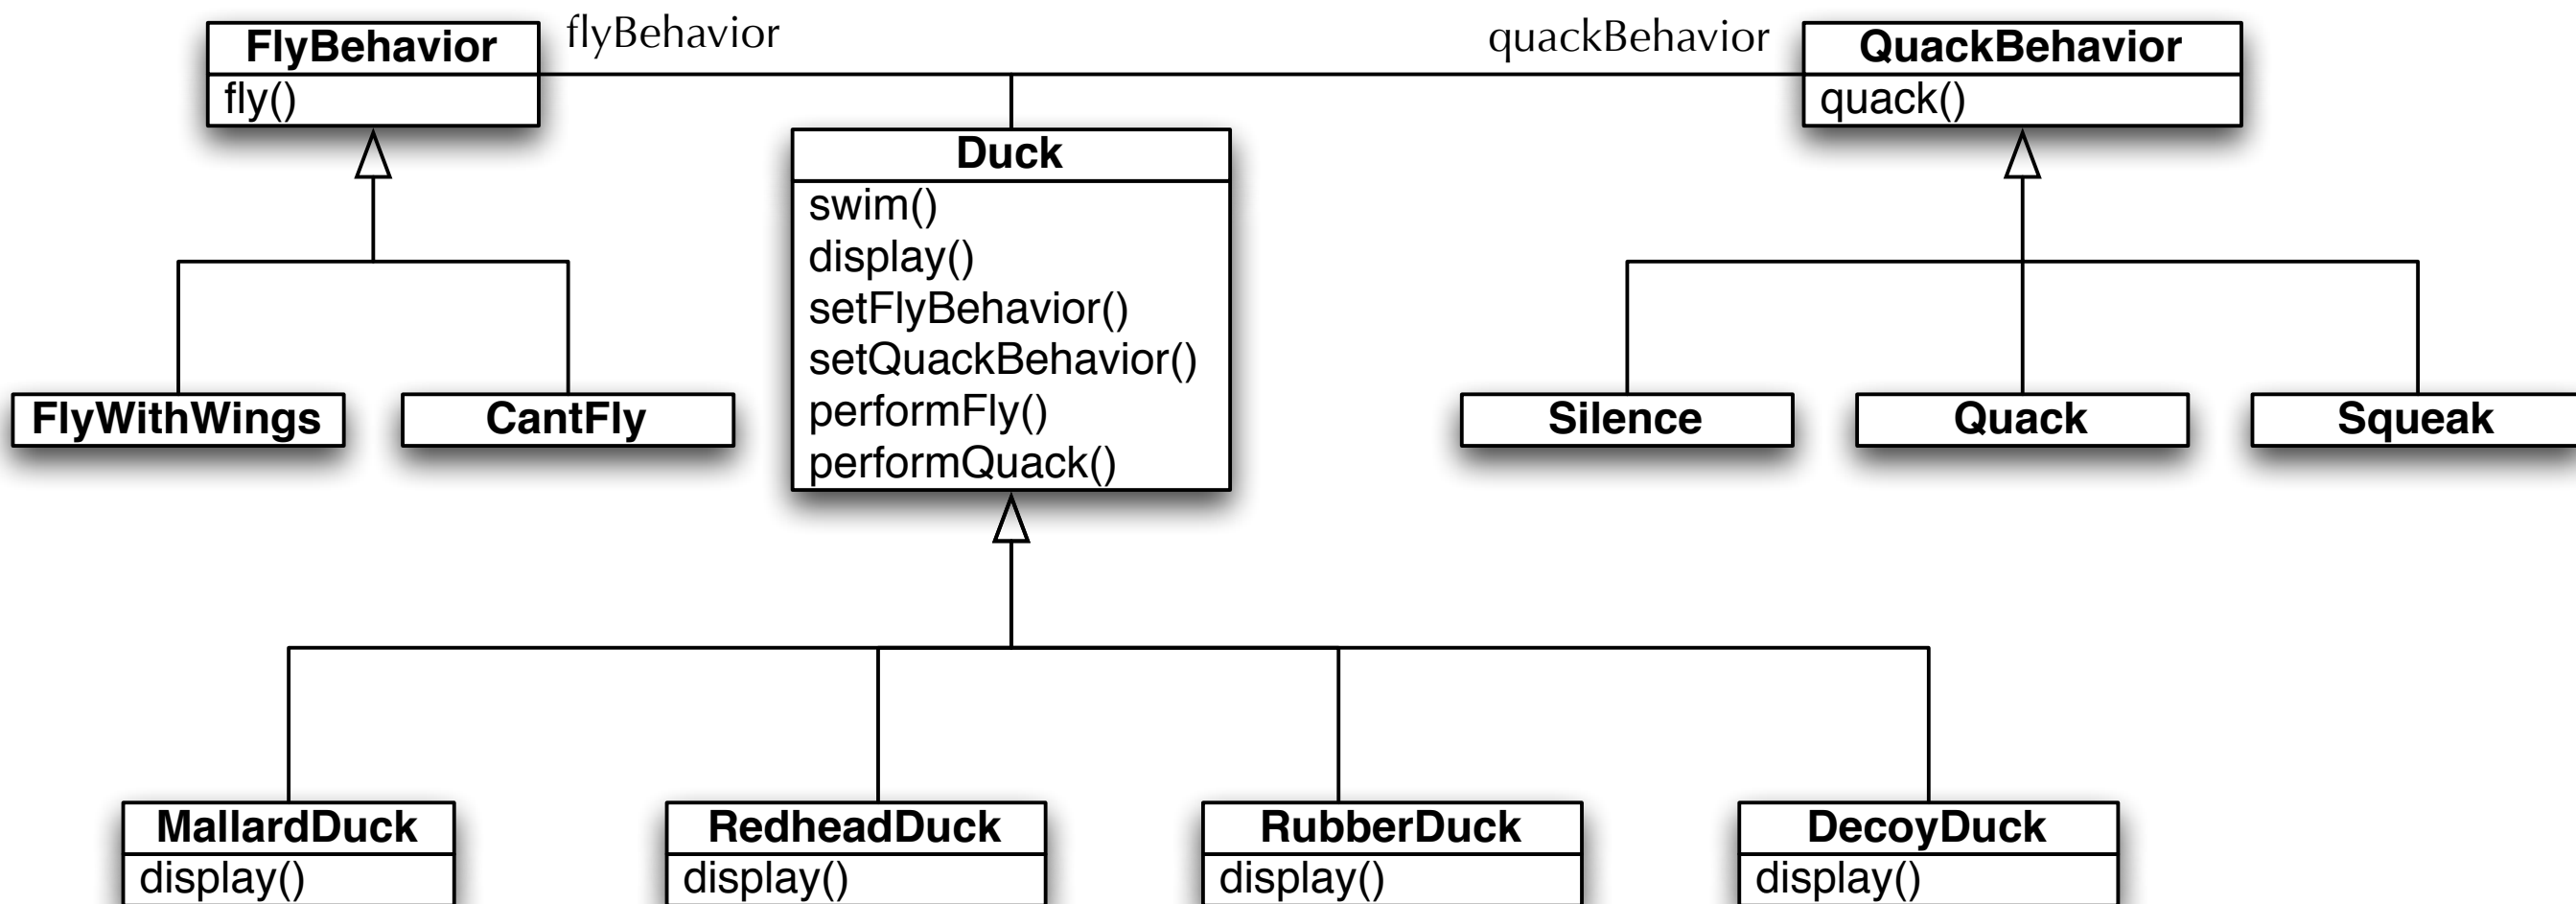 FlyBehavior
fly()
flyBehavior
quackBehavior
QuackBehavior
quack()
Duck
swim()
display()
setFlyBehavior()
setQuackBehavior()
performFly()
performQuack()
FlyWithWings
CantFly
Silence
Quack
Squeak
MallardDuck
display()
RedheadDuck
display()
RubberDuck
display()
DecoyDuck
display()